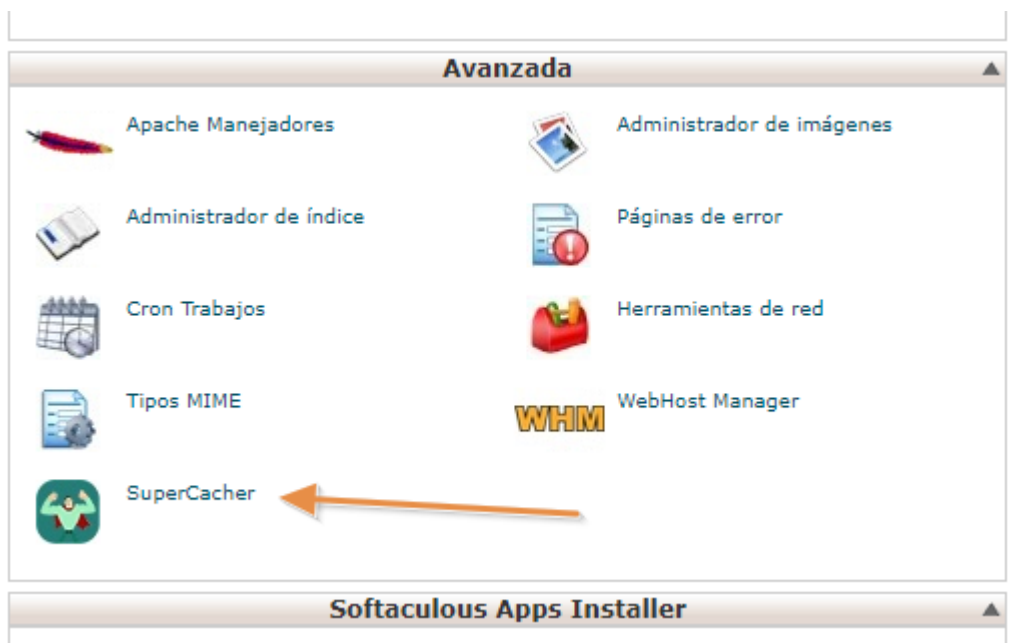 Avanzada
Apache Manejadores
Administrador de imágenes
Administrador de índice
Páginas de error
Cron Trabajos
Herramientas de red
Tipos MIME
WHM
WebHost Manager
SuperCacher
Softaculous Apps Installer